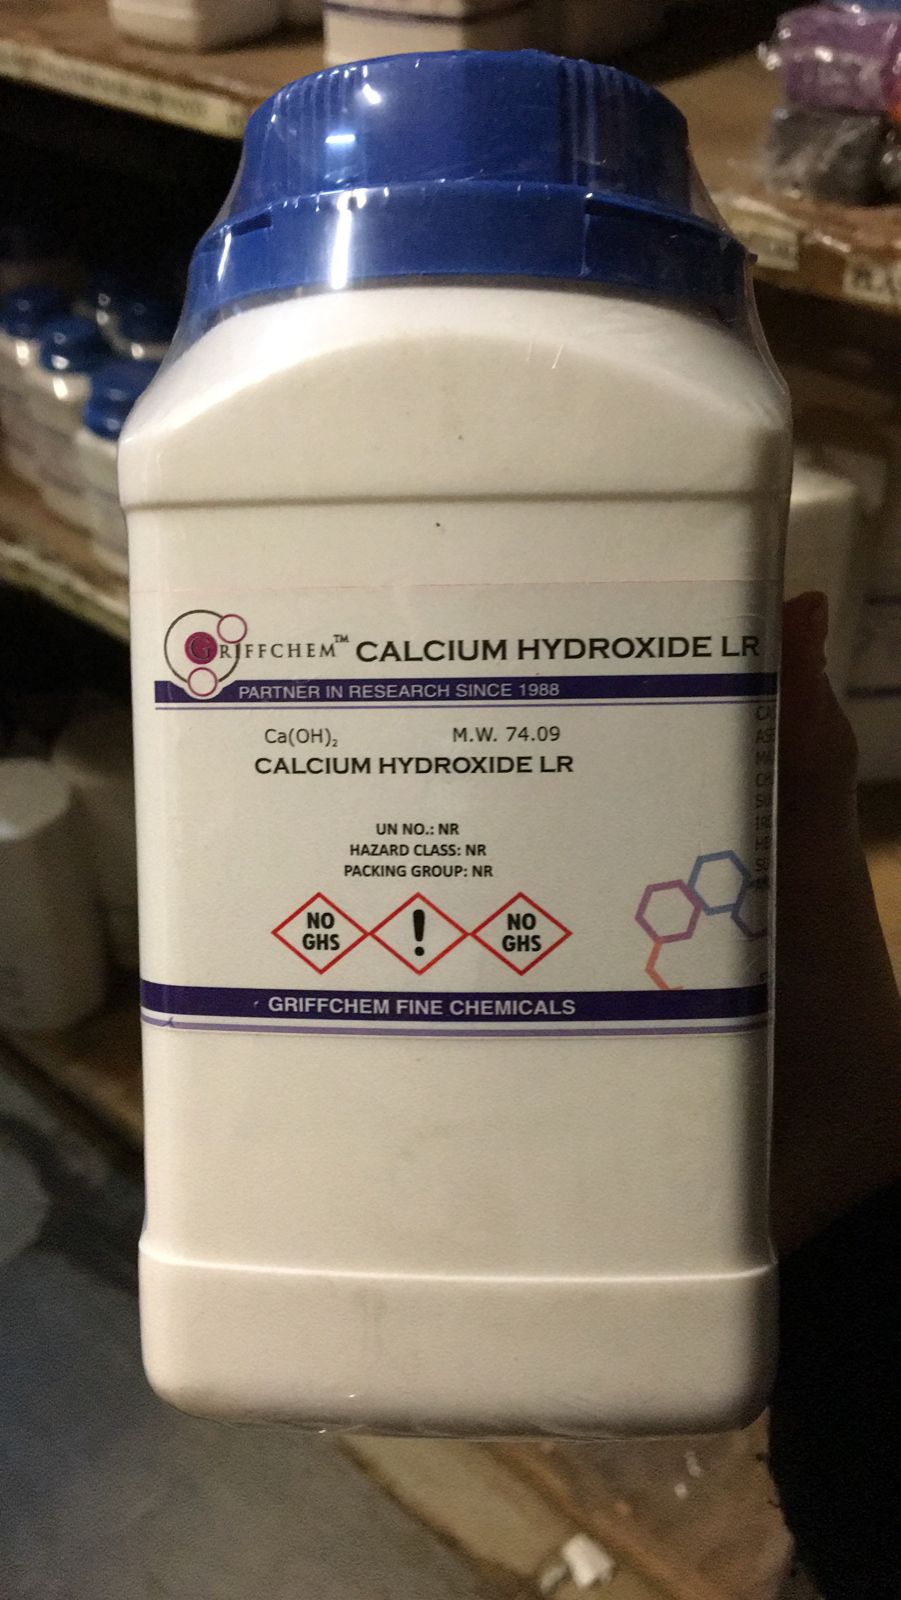 GRIFFCHEM™ CALCIUM HYDROXIDE LR
PARTNER IN RESEARCH SINCE 1988
Ca(OH)₂ M.W. 74.09
CALCIUM HYDROXIDE LR
UN NO.: NR
HAZARD CLASS: NR
PACKING GROUP: NR
NO GHS ! NO GHS
GRIFFCHEM FINE CHEMICALS